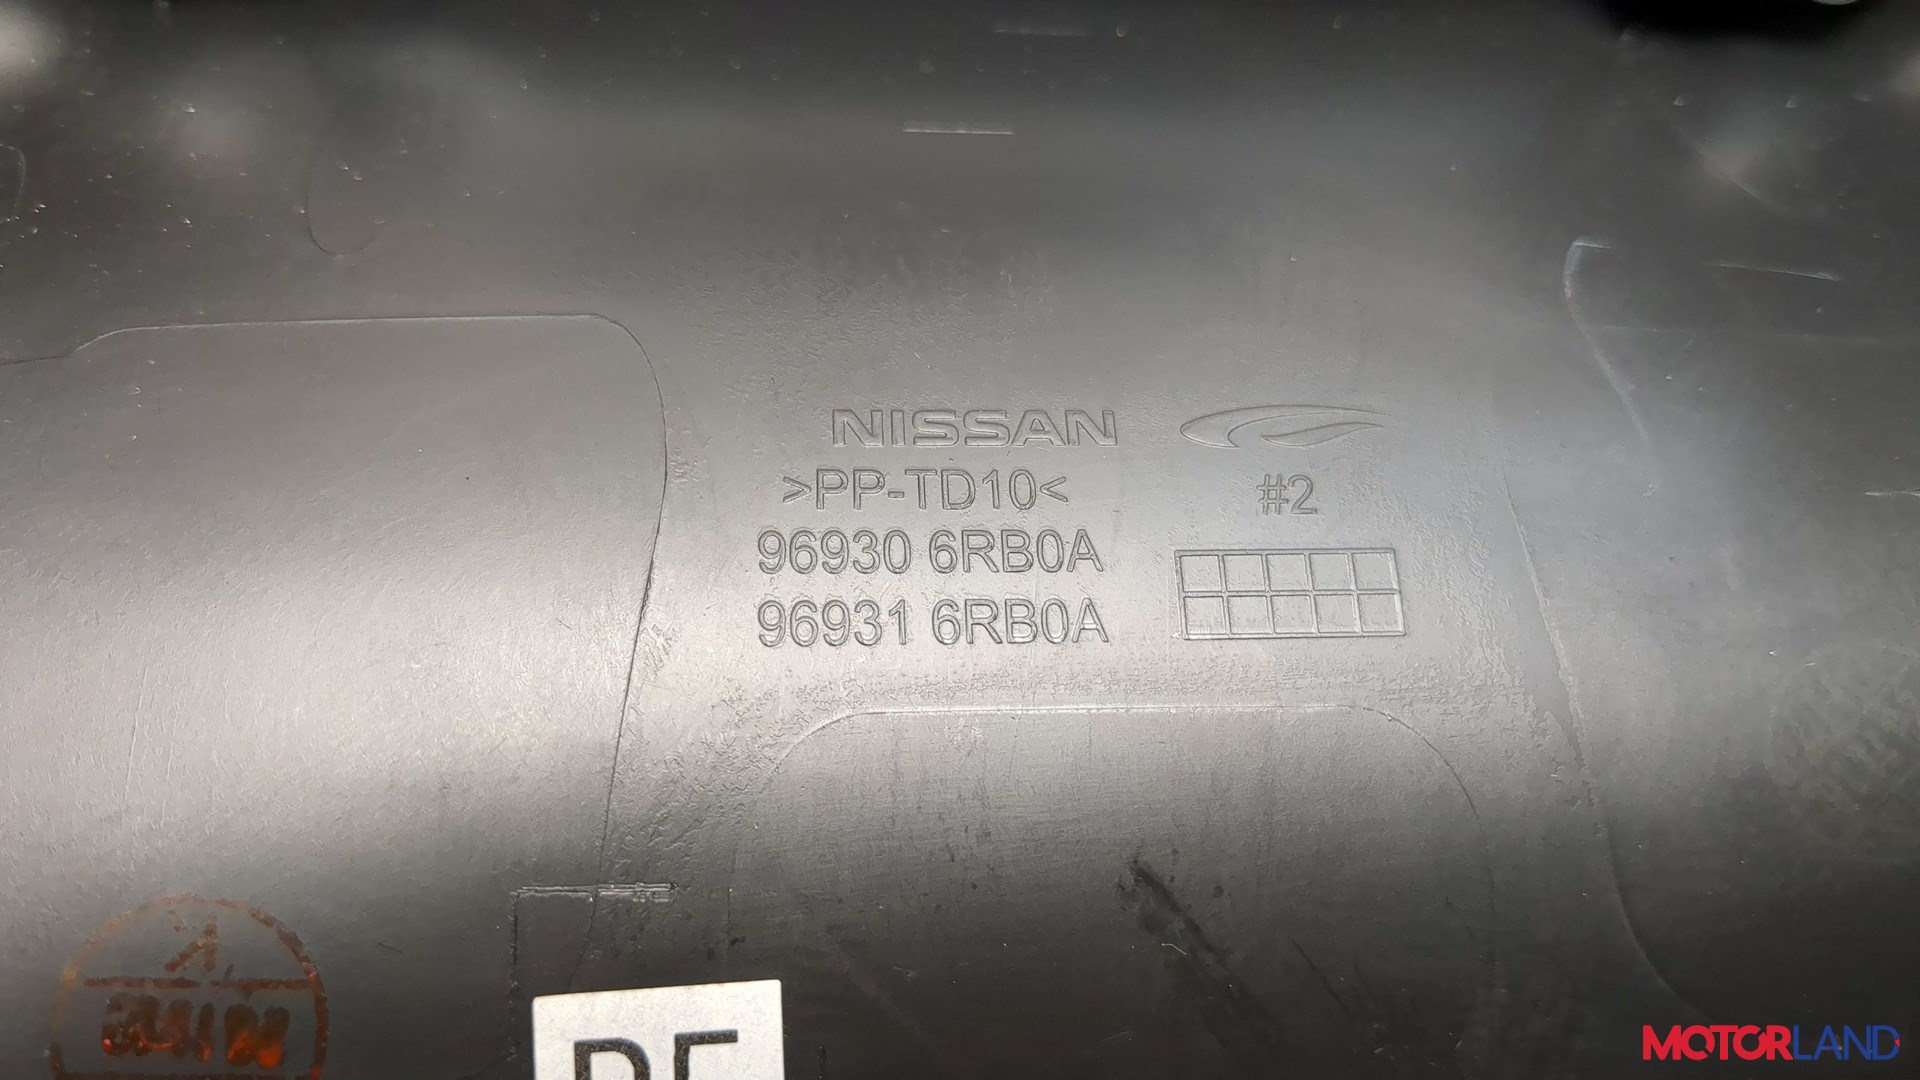 NISSAN
>PP-TD10<
#2
96930 6RB0A
96931 6RB0A
K
MOTORLAND